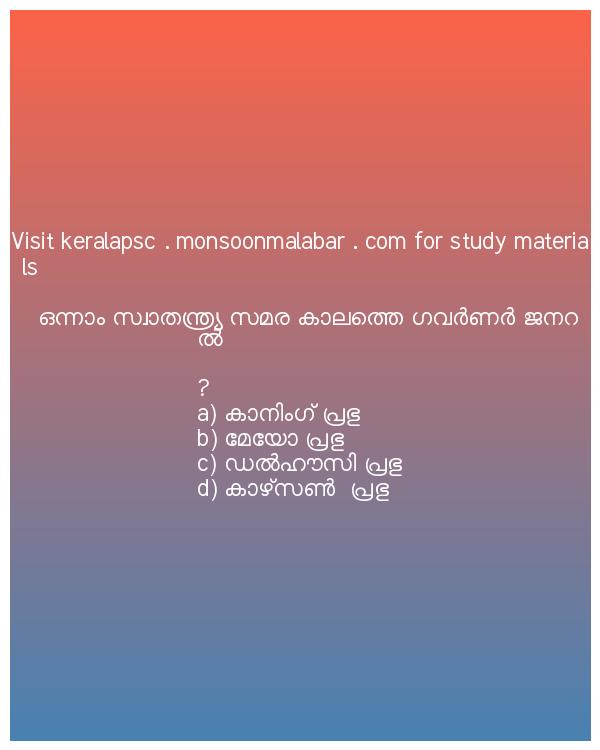 Visit keralapsc . monsoonmalabar . com for study materia
ls
ഒന്നാം സ്വാതന്ത്ര്യ സമര കാലത്തെ ഗവർണർ ജനറ
ൽ
?
a) കാനിംഗ് പ്രഭു
b) മേയോ പ്രഭു
c) ഡൽഹൗസി പ്രഭു
d) കാഴ്സൺ  പ്രഭു